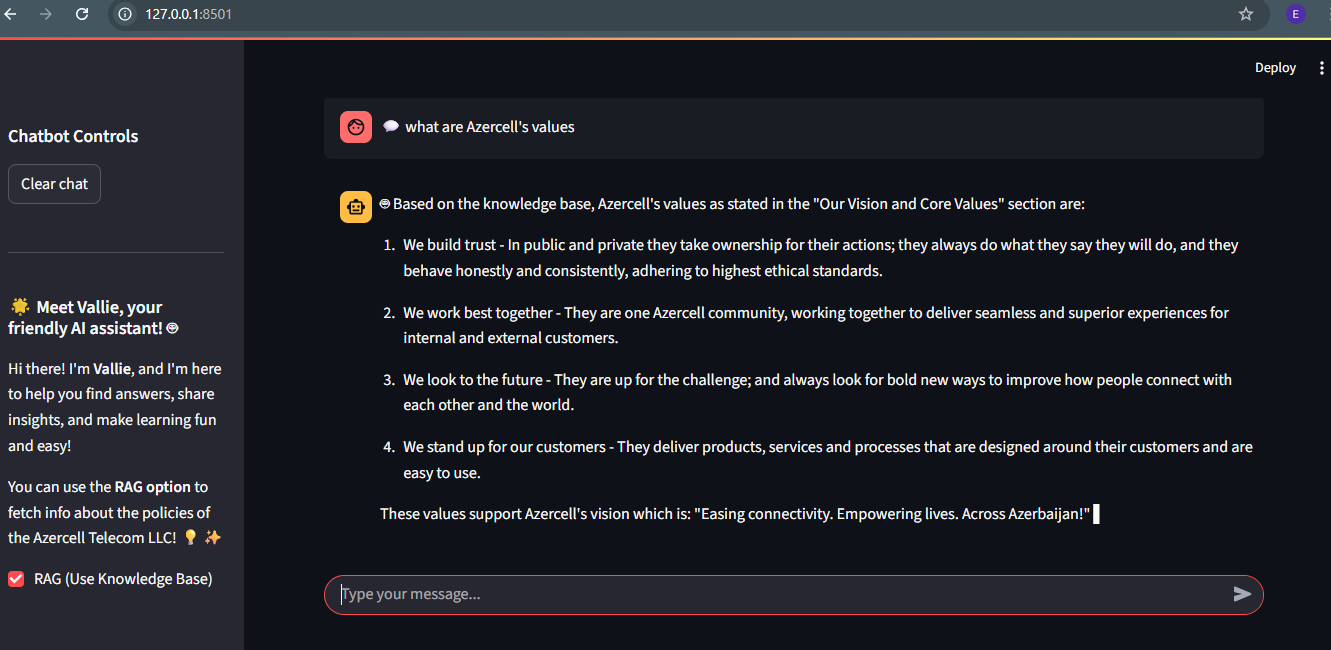 127.0.0.1:8501
E
Deploy
Chatbot Controls
Clear chat
🌟 Meet Vallie, your
friendly AI assistant! 🤓
Hi there! I'm Vallie, and I'm here
to help you find answers, share
insights, and make learning fun
and easy!
You can use the RAG option to
fetch info about the policies of
the Azercell Telecom LLC! 💡 ✨
RAG (Use Knowledge Base)
💬 what are Azercell's values
🤓 Based on the knowledge base, Azercell's values as stated in the "Our Vision and Core Values" section are:
1. We build trust - In public and private they take ownership for their actions; they always do what they say they will do, and they
behave honestly and consistently, adhering to highest ethical standards.
2. We work best together - They are one Azercell community, working together to deliver seamless and superior experiences for
internal and external customers.
3. We look to the future - They are up for the challenge; and always look for bold new ways to improve how people connect with
each other and the world.
4. We stand up for our customers - They deliver products, services and processes that are designed around their customers and are
easy to use.
These values support Azercell's vision which is: "Easing connectivity. Empowering lives. Across Azerbaijan!"
Type your message...